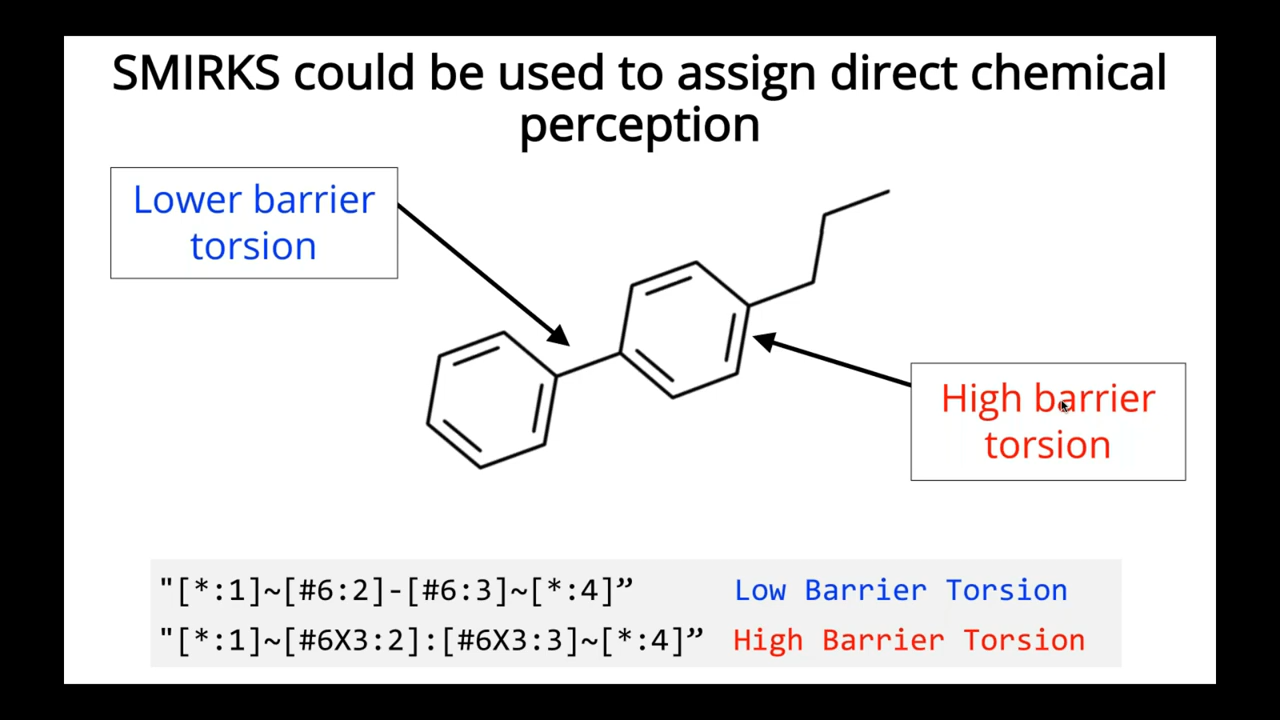 SMIRKS could be used to assign direct chemical
perception
Lower barrier
torsion
High barrier
torsion
"[*:1]~[#6:2]-[#6:3]~[*:4]” Low Barrier Torsion
"[*:1]~[#6X3:2]:[#6X3:3]~[*:4]” High Barrier Torsion